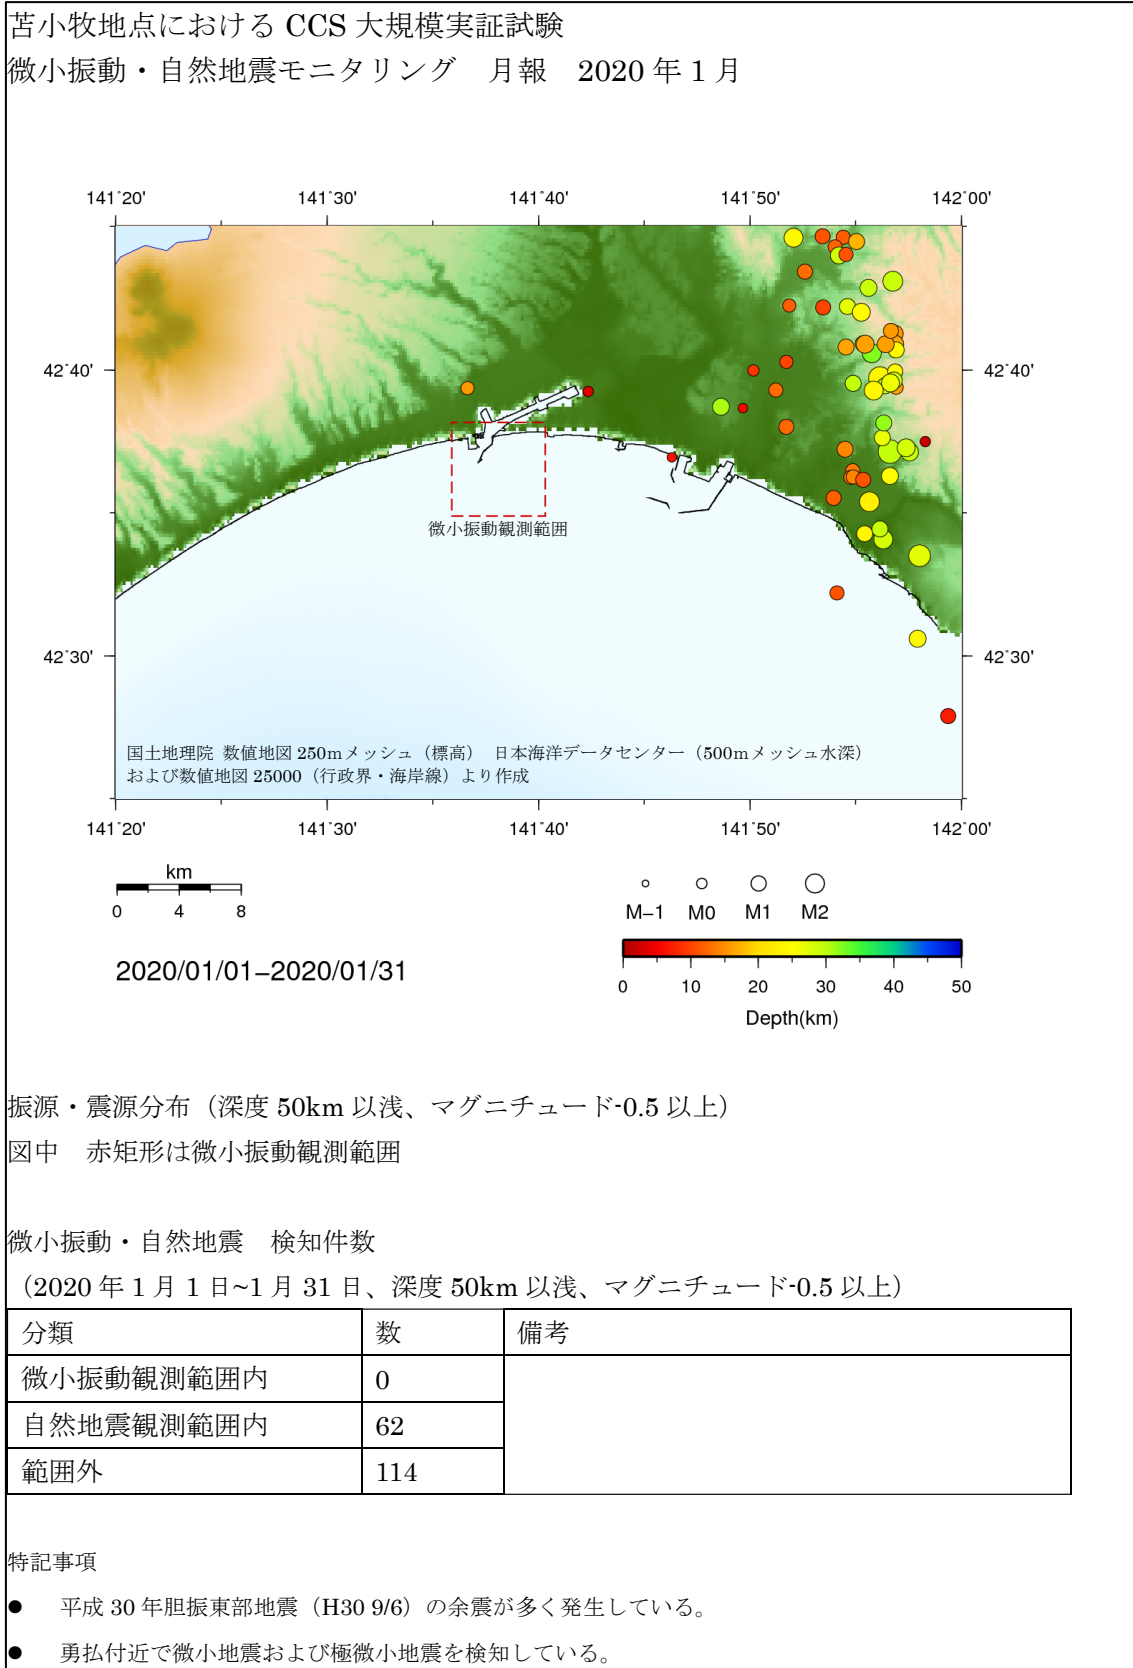 苫小牧地点における CCS 大規模実証試験
微小振動・自然地震モニタリング　月報　2020 年 1 月
141˚20' 141˚30' 141˚40' 141˚50' 142˚00'
42˚40' 42˚40'
微小振動観測範囲
42˚30' 42˚30'
国土地理院 数値地図 250mメッシュ（標高） 日本海洋データセンター（500mメッシュ水深）
および数値地図 25000（行政界・海岸線）より作成
141˚20' 141˚30' 141˚40' 141˚50' 142˚00'
km
0 4 8
M−1 M0 M1 M2
2020/01/01−2020/01/31
0 10 20 30 40 50
Depth(km)
振源・震源分布（深度 50km 以浅、マグニチュード-0.5 以上）
図中　赤矩形は微小振動観測範囲
微小振動・自然地震　検知件数
（2020 年 1 月 1 日~1 月 31 日、深度 50km 以浅、マグニチュード-0.5 以上）
分類 数 備考
微小振動観測範囲内 0
自然地震観測範囲内 62
範囲外 114
特記事項
● 平成 30 年胆振東部地震（H30 9/6）の余震が多く発生している。
● 勇払付近で微小地震および極微小地震を検知している。